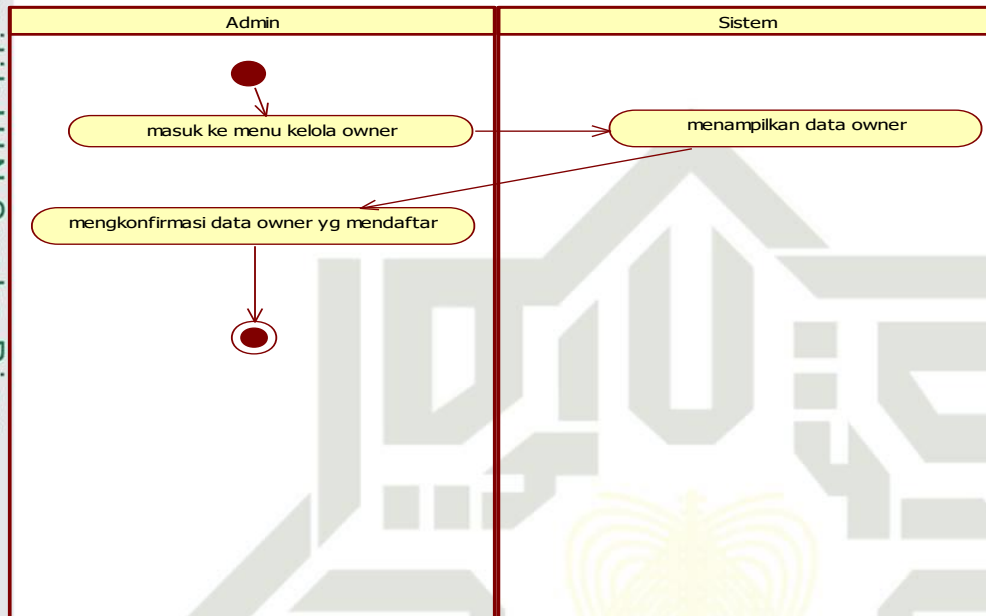 Admin
Sistem
masuk ke menu kelola owner
menampilkan data owner
mengkonfirmasi data owner yg mendaftar